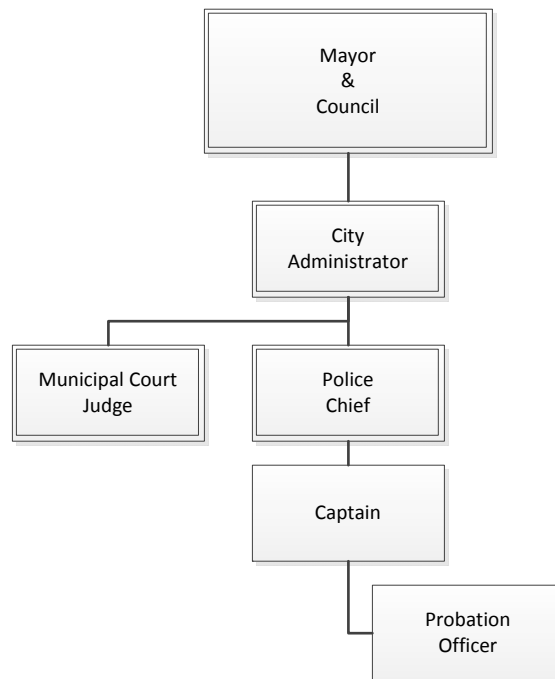 Mayor
&
Council
City
Administrator
Municipal Court
Judge
Police
Chief
Captain
Probation
Officer